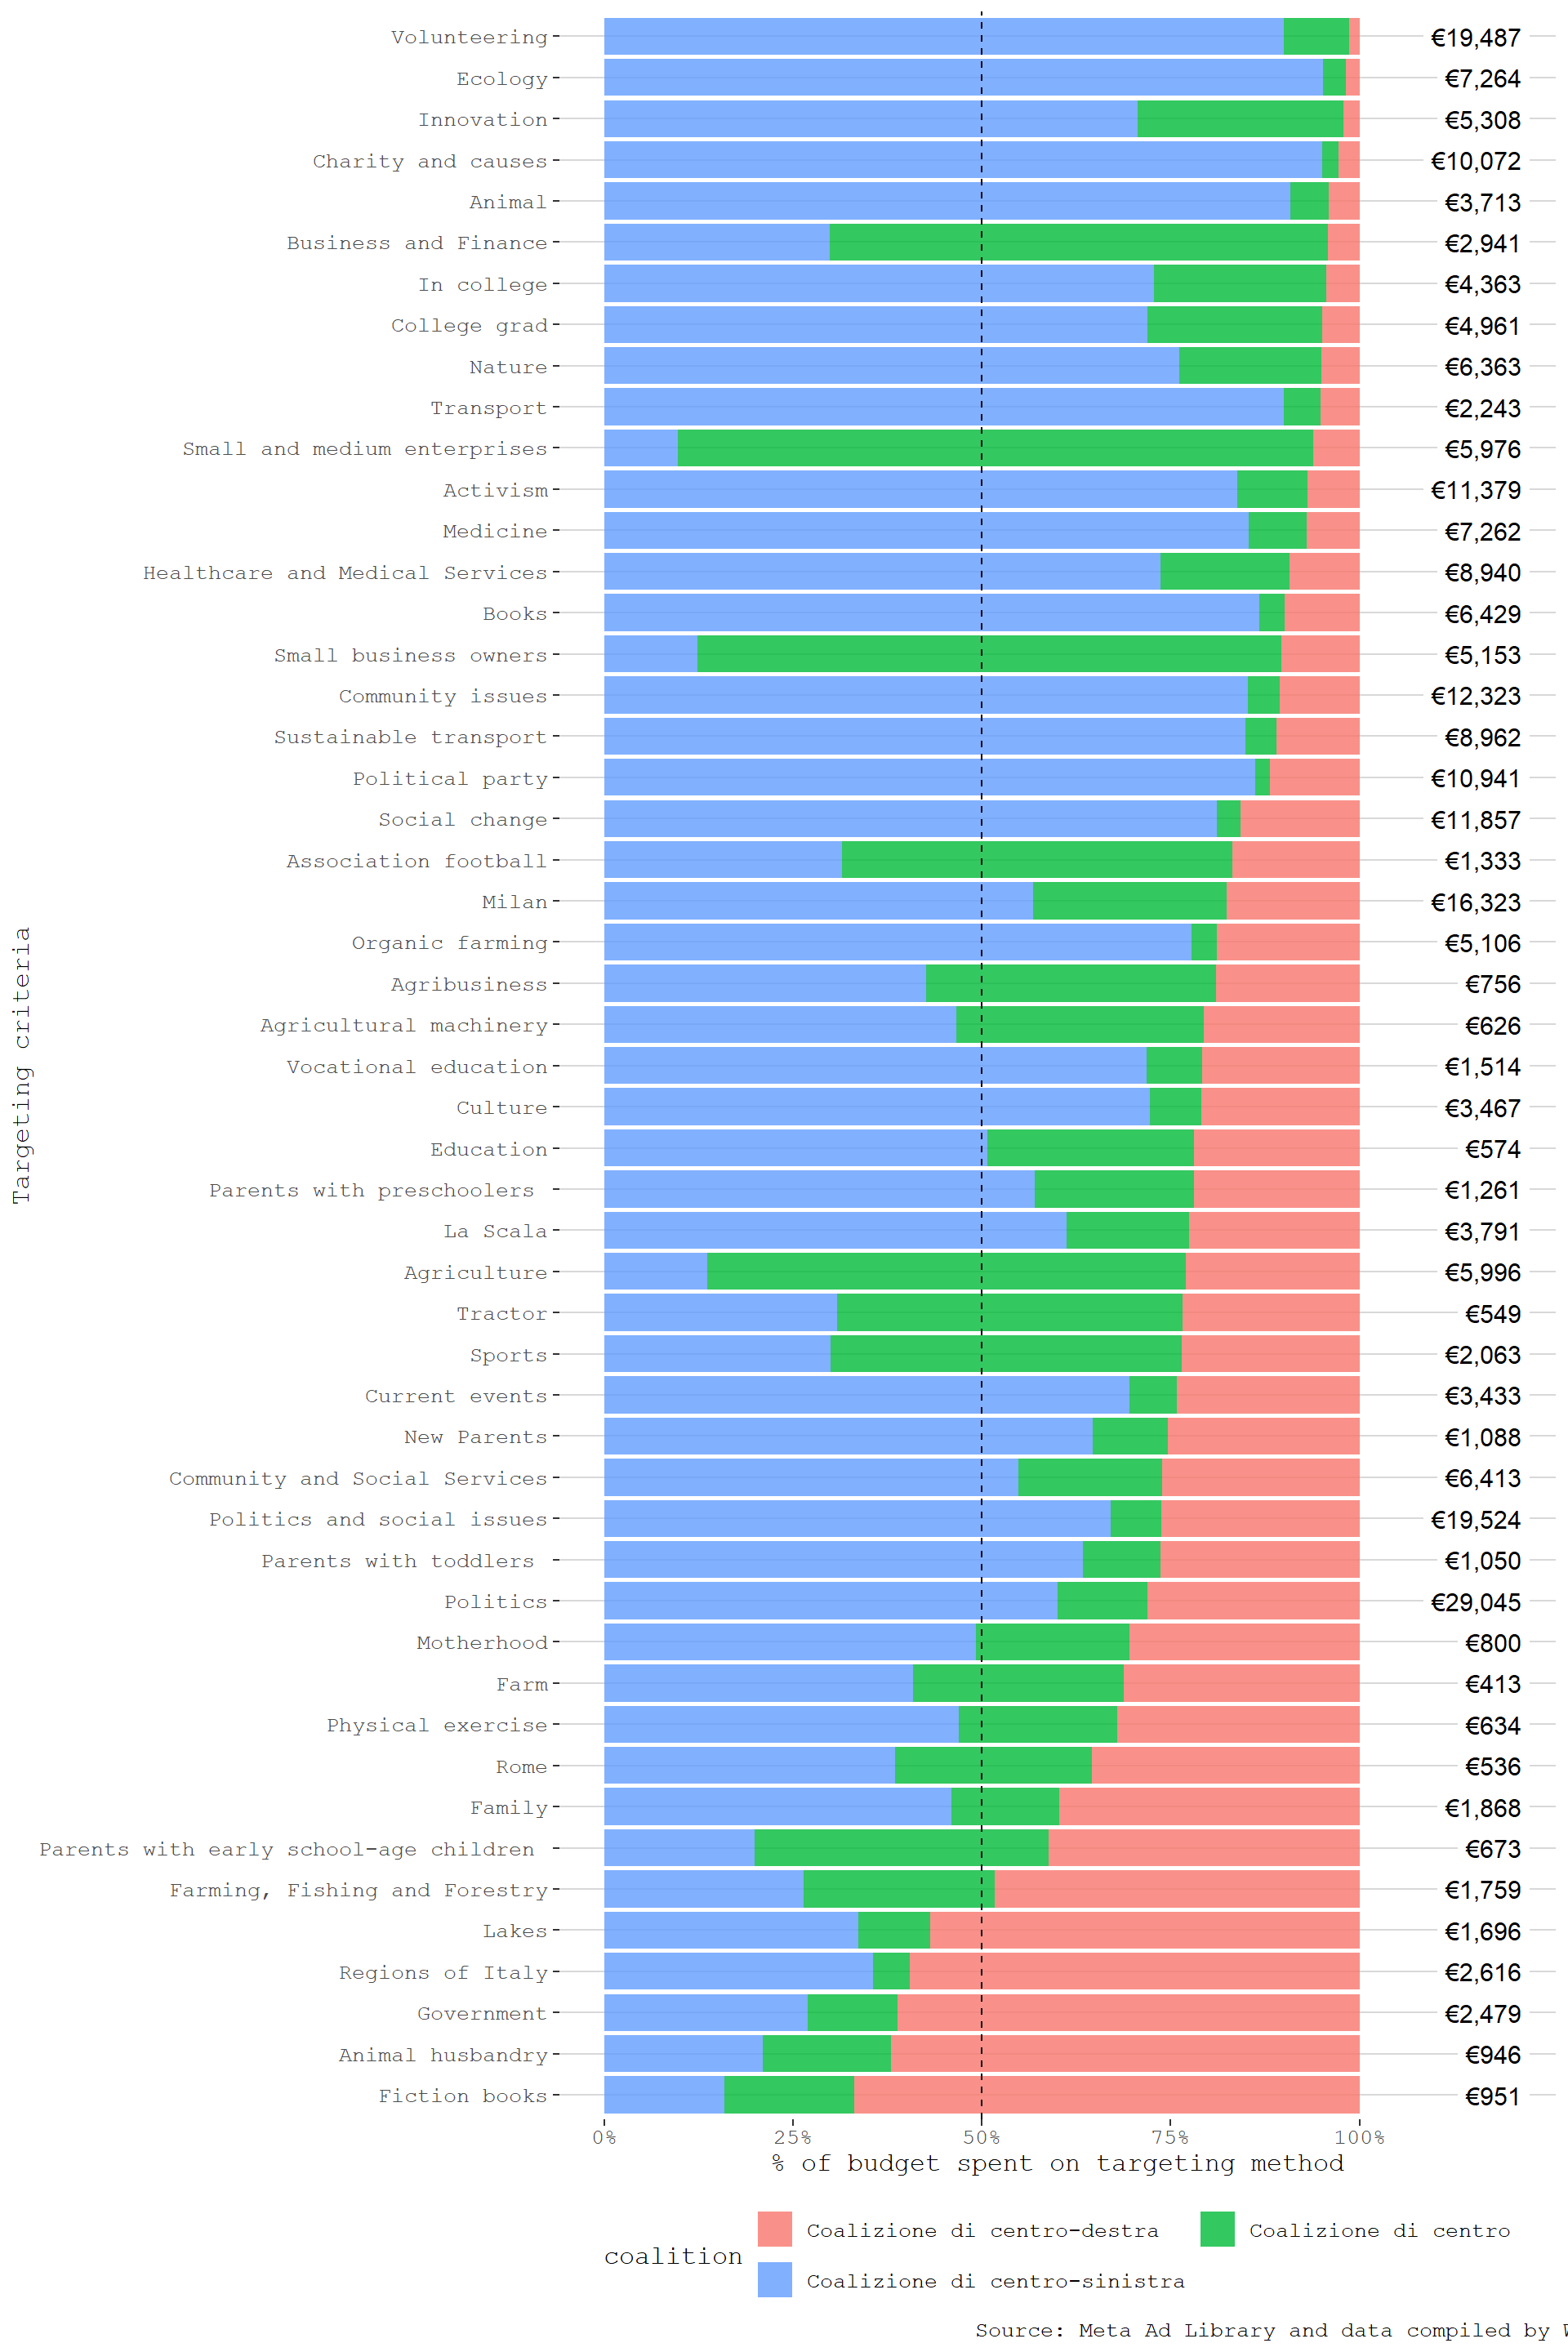 Volunteering €19,487
Ecology €7,264
Innovation €5,308
Charity and causes €10,072
Animal €3,713
Business and Finance €2,941
In college €4,363
College grad €4,961
Nature €6,363
Transport €2,243
Small and medium enterprises €5,976
Activism €11,379
Medicine €7,262
Healthcare and Medical Services €8,940
Books €6,429
Small business owners €5,153
Community issues €12,323
Sustainable transport €8,962
Political party €10,941
Social change €11,857
Association football €1,333
Milan €16,323
Organic farming €5,106
Agribusiness €756
Agricultural machinery €626
Vocational education €1,514
Culture €3,467
Education €574
Parents with preschoolers €1,261
La Scala €3,791
Agriculture €5,996
Tractor €549
Sports €2,063
Current events €3,433
New Parents €1,088
Community and Social Services €6,413
Politics and social issues €19,524
Parents with toddlers €1,050
Politics €29,045
Motherhood €800
Farm €413
Physical exercise €634
Rome €536
Family €1,868
Parents with early school-age children €673
Farming, Fishing and Forestry €1,759
Lakes €1,696
Regions of Italy €2,616
Government €2,479
Animal husbandry €946
Fiction books €951
Targeting criteria
0% 25% 50% 75% 100%
% of budget spent on targeting method
coalition
Coalizione di centro-destra Coalizione di centro
Coalizione di centro-sinistra
Source: Meta Ad Library and data compiled by